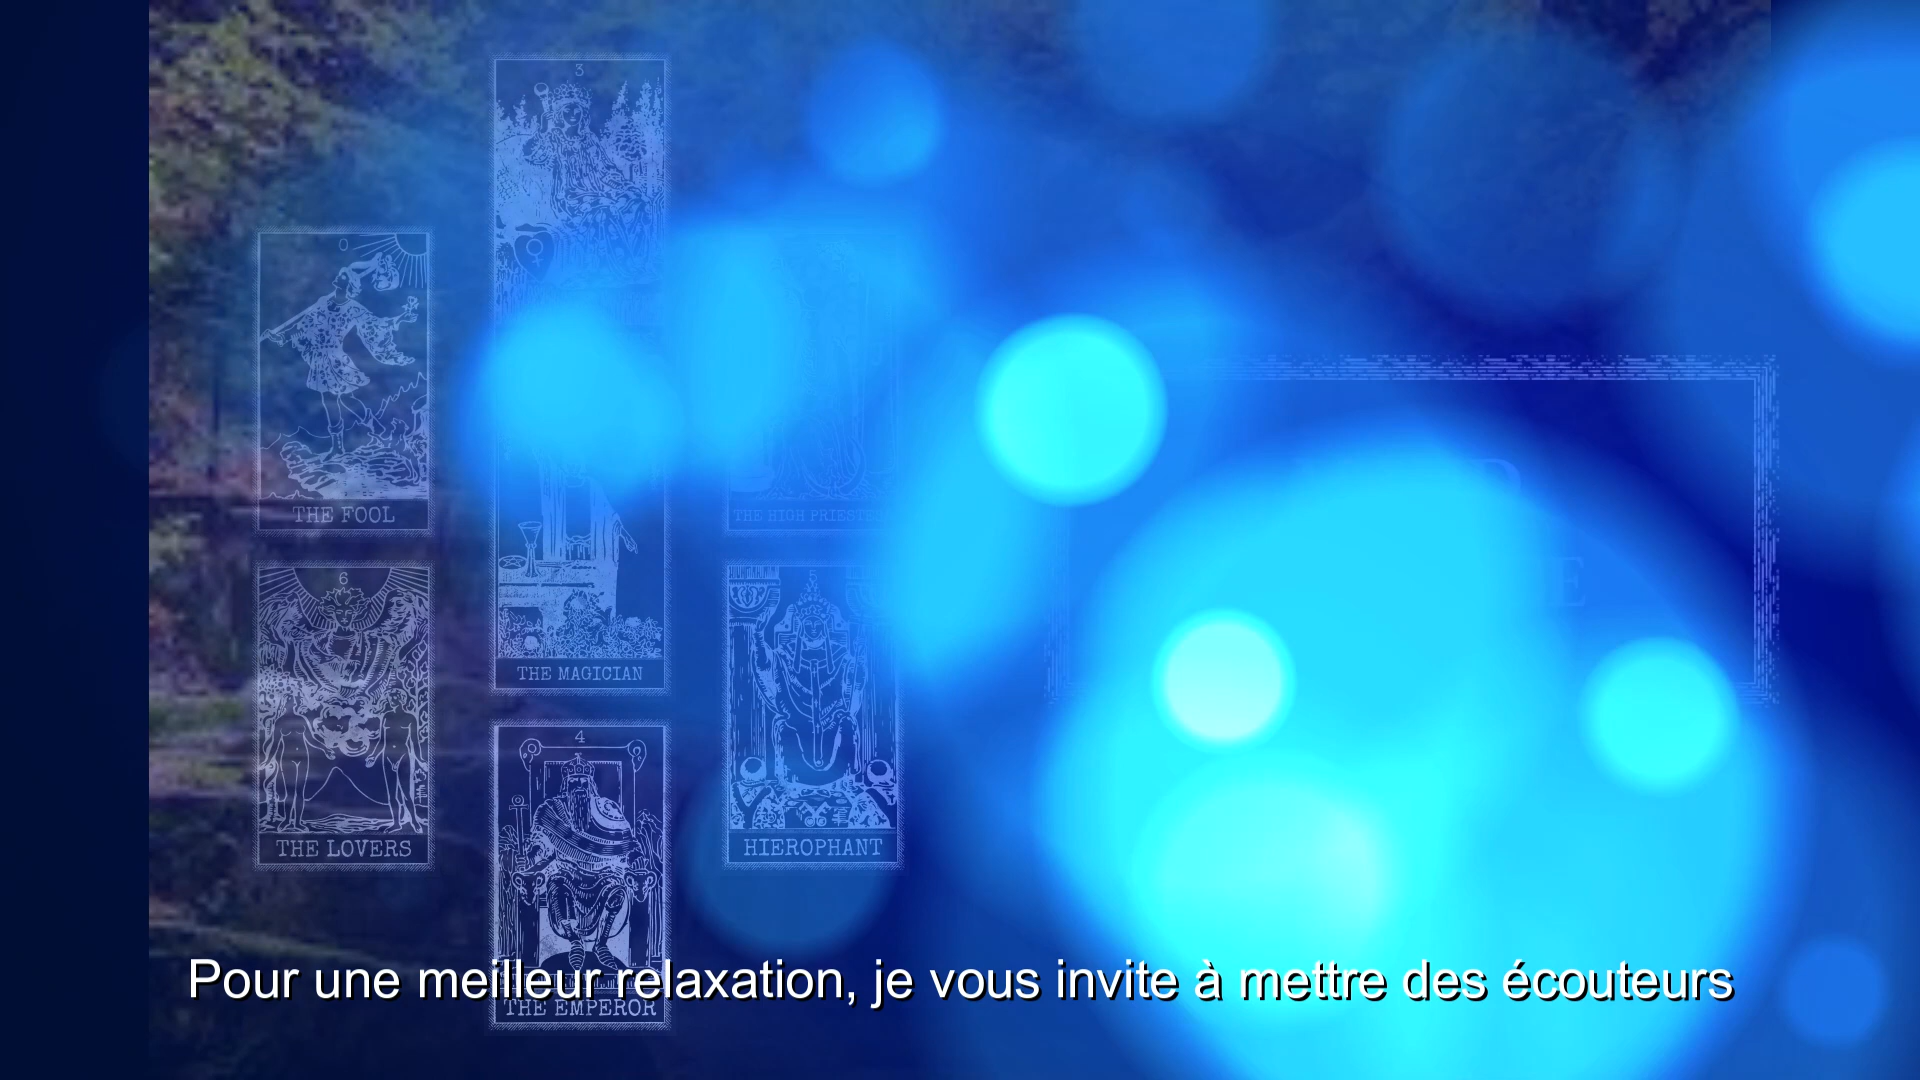 3
0
THE FOOL
THE HIGH PRIESTESS
6
5
THE MAGICIAN
4
THE LOVERS
HIEROPHANT
Pour une meilleur relaxation, je vous invite à mettre des écouteurs
THE EMPEROR